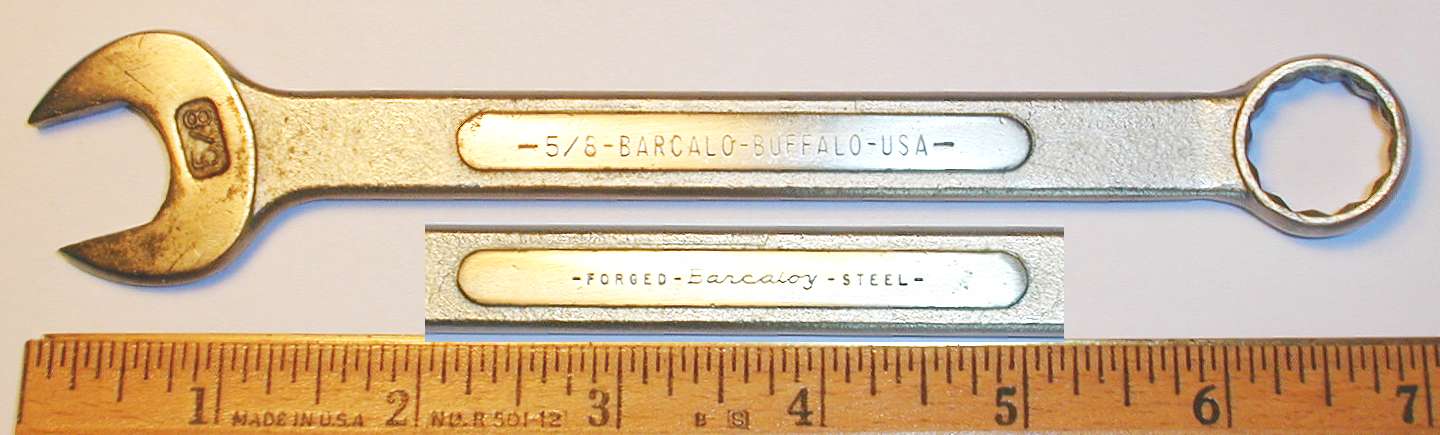 5/8
-5/8-BARCALO-BUFFALO-USA-
-FORGED-Barcaloy-STEEL-
1 2 3 4 5 6 7
MADE IN U.S.A. NO. R 501-12 B S